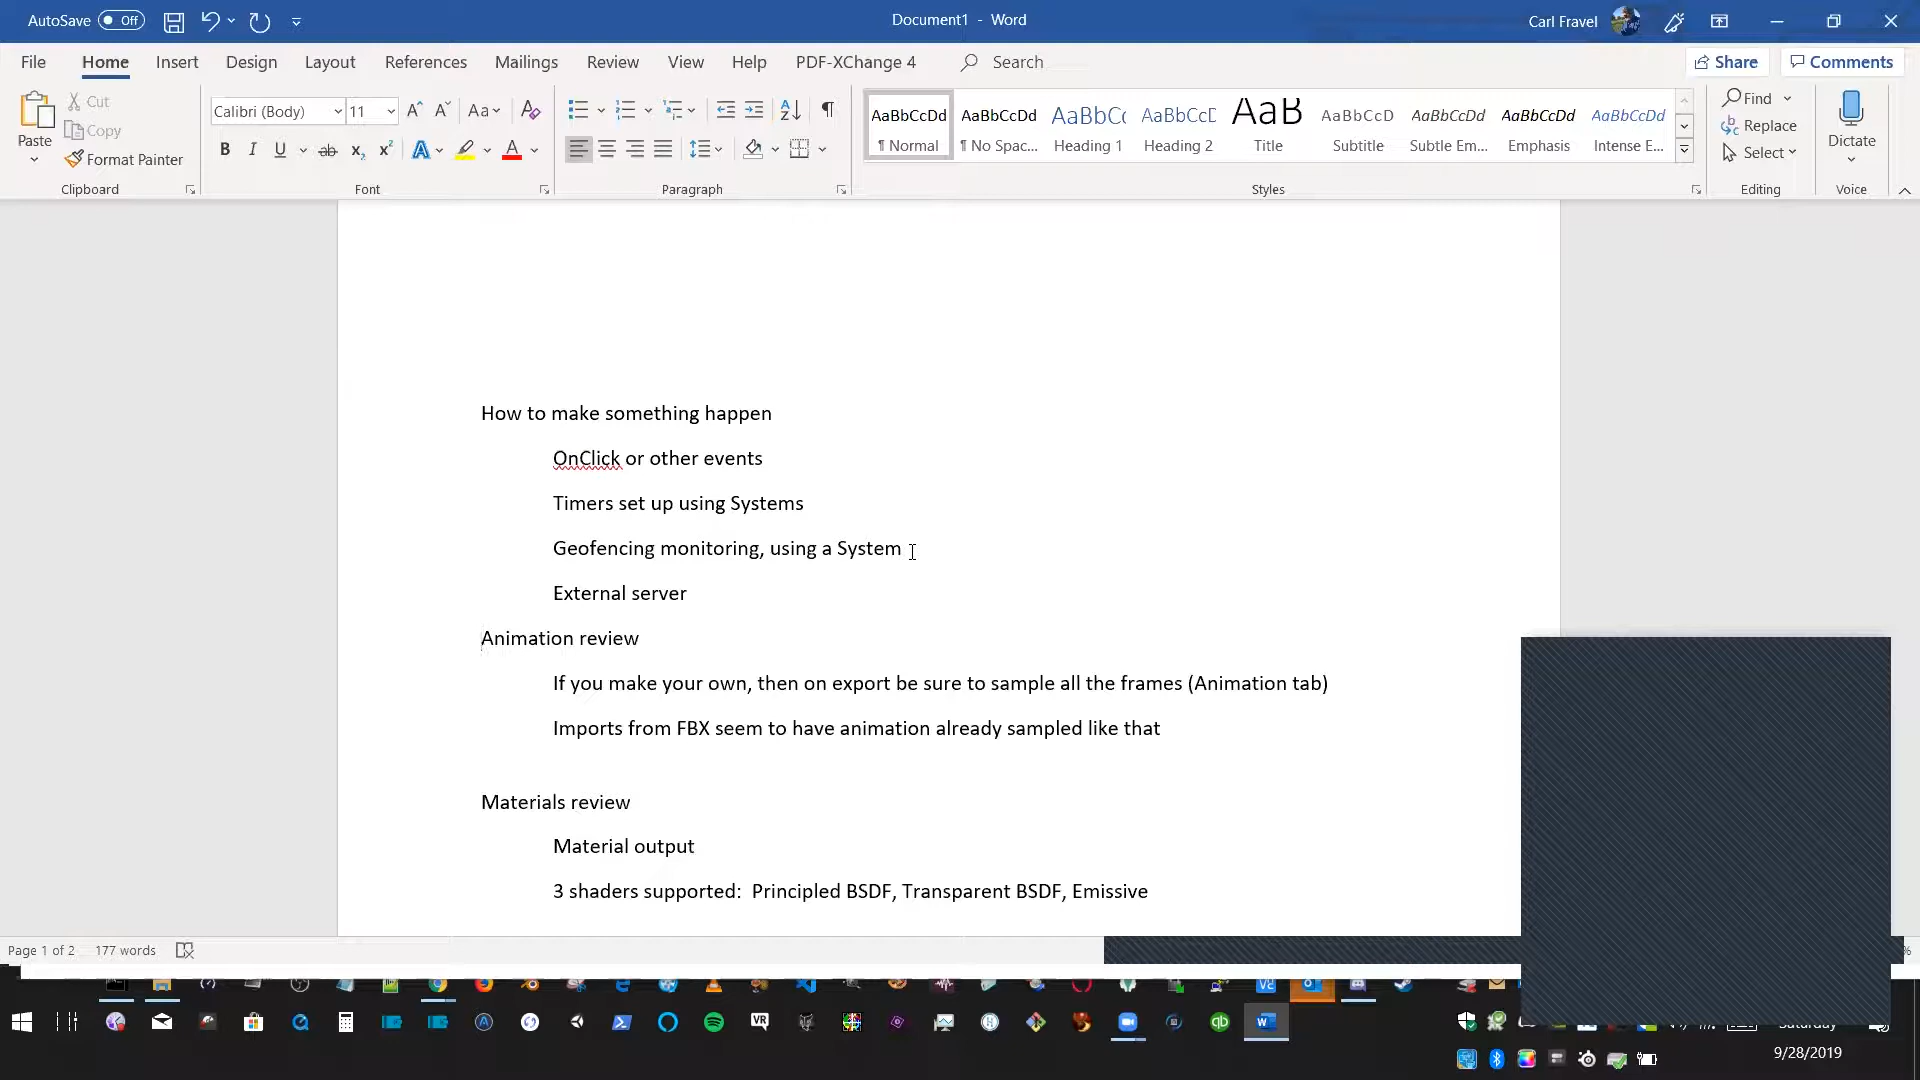 AutoSave Off
Document1 - Word
Carl Fravel
File Home Insert Design Layout References Mailings Review View Help PDF-XChange 4 Search
Share Comments
Paste
Cut
Copy
Format Painter
Clipboard
Calibri (Body) 11
Font
Paragraph
AaBbCcDd AaBbCcDd AaBbC AaBbCcD AaB AaBbCcD AaBbCcDd AaBbCcDd AaBbCcDd
¶ Normal ¶ No Spac... Heading 1 Heading 2 Title Subtitle Subtle Em... Emphasis Intense E...
Styles
Find
Replace
Select
Editing
Dictate
Voice
How to make something happen
OnClick or other events
Timers set up using Systems
Geofencing monitoring, using a System
External server
Animation review
If you make your own, then on export be sure to sample all the frames (Animation tab)
Imports from FBX seem to have animation already sampled like that
Materials review
Material output
3 shaders supported:  Principled BSDF, Transparent BSDF, Emissive
Page 1 of 2 177 words
Saturday
9/28/2019